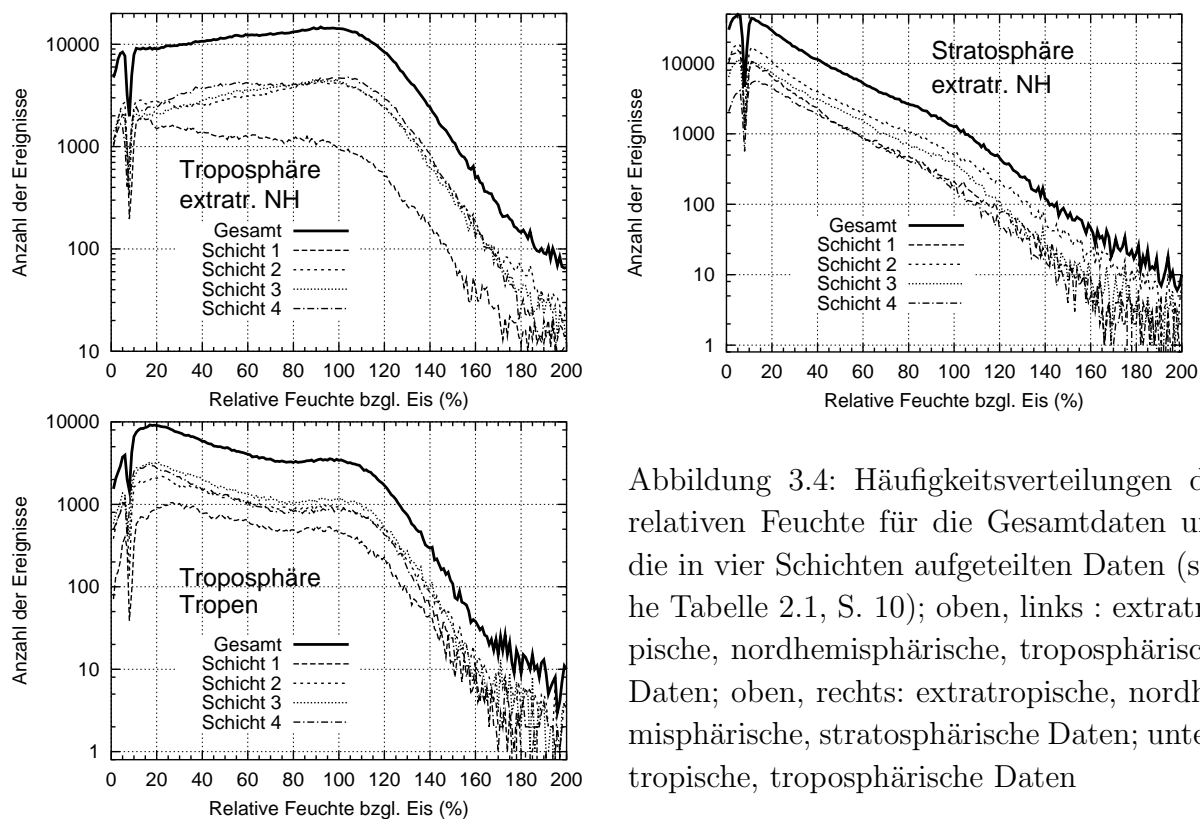 Anzahl der Ereignisse
10000
1000
100
10
Troposphäre
extratr. NH
Gesamt
Schicht 1
Schicht 2
Schicht 3
Schicht 4
0 20 40 60 80 100 120 140 160 180 200
Relative Feuchte bzgl. Eis (%)
Anzahl der Ereignisse
10000
1000
100
10
1
Stratosphäre
extratr. NH
Gesamt
Schicht 1
Schicht 2
Schicht 3
Schicht 4
0 20 40 60 80 100 120 140 160 180 200
Relative Feuchte bzgl. Eis (%)
Anzahl der Ereignisse
10000
1000
100
10
1
Troposphäre
Tropen
Gesamt
Schicht 1
Schicht 2
Schicht 3
Schicht 4
0 20 40 60 80 100 120 140 160 180 200
Relative Feuchte bzgl. Eis (%)
Abbildung 3.4: Häufigkeitsverteilungen d
relativen Feuchte für die Gesamtdaten u
die in vier Schichten aufgeteilten Daten (s
he Tabelle 2.1, S. 10); oben, links : extrat
pische, nordhemisphärische, troposphärisc
Daten; oben, rechts: extratropische, nordh
misphärische, stratosphärische Daten; unte
tropische, troposphärische Daten